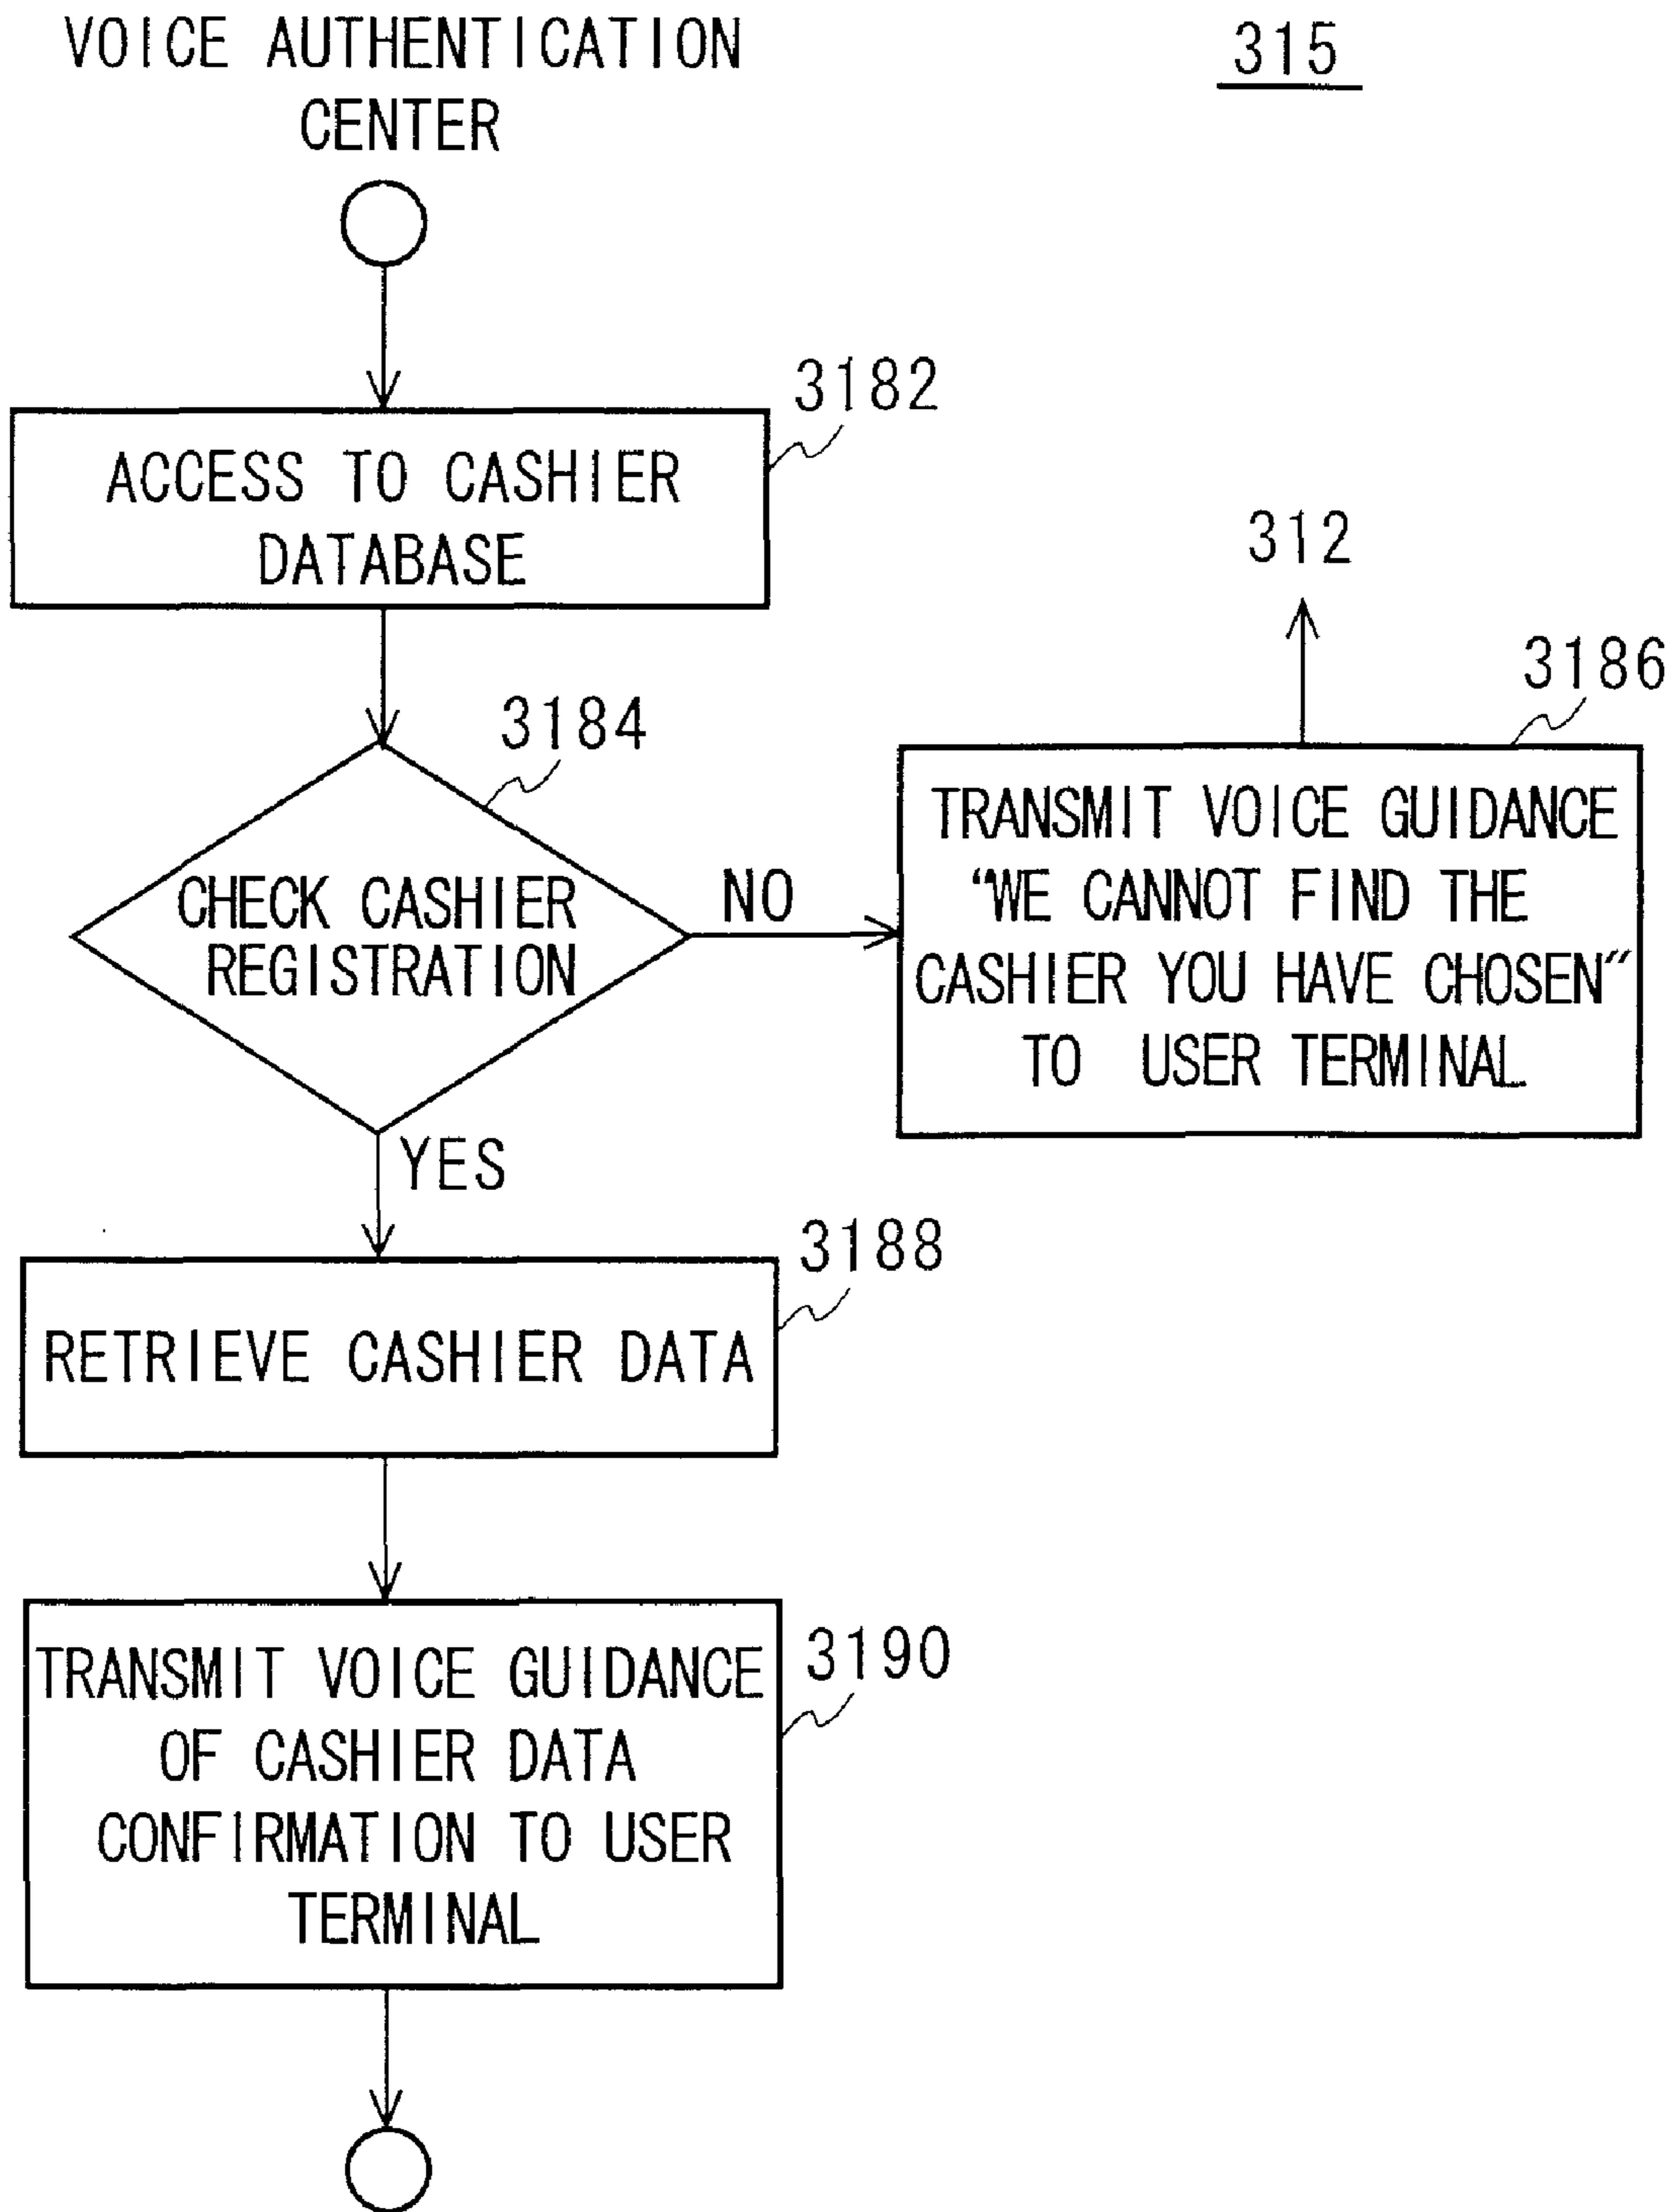 VOICE AUTHENTICATION
CENTER
315
3182
ACCESS TO CASHIER
DATABASE
312
3184
3186
CHECK CASHIER
REGISTRATION
NO
TRANSMIT VOICE GUIDANCE
“WE CANNOT FIND THE
CASHIER YOU HAVE CHOSEN”
TO USER TERMINAL
YES
3188
RETRIEVE CASHIER DATA
3190
TRANSMIT VOICE GUIDANCE
OF CASHIER DATA
CONFIRMATION TO USER
TERMINAL